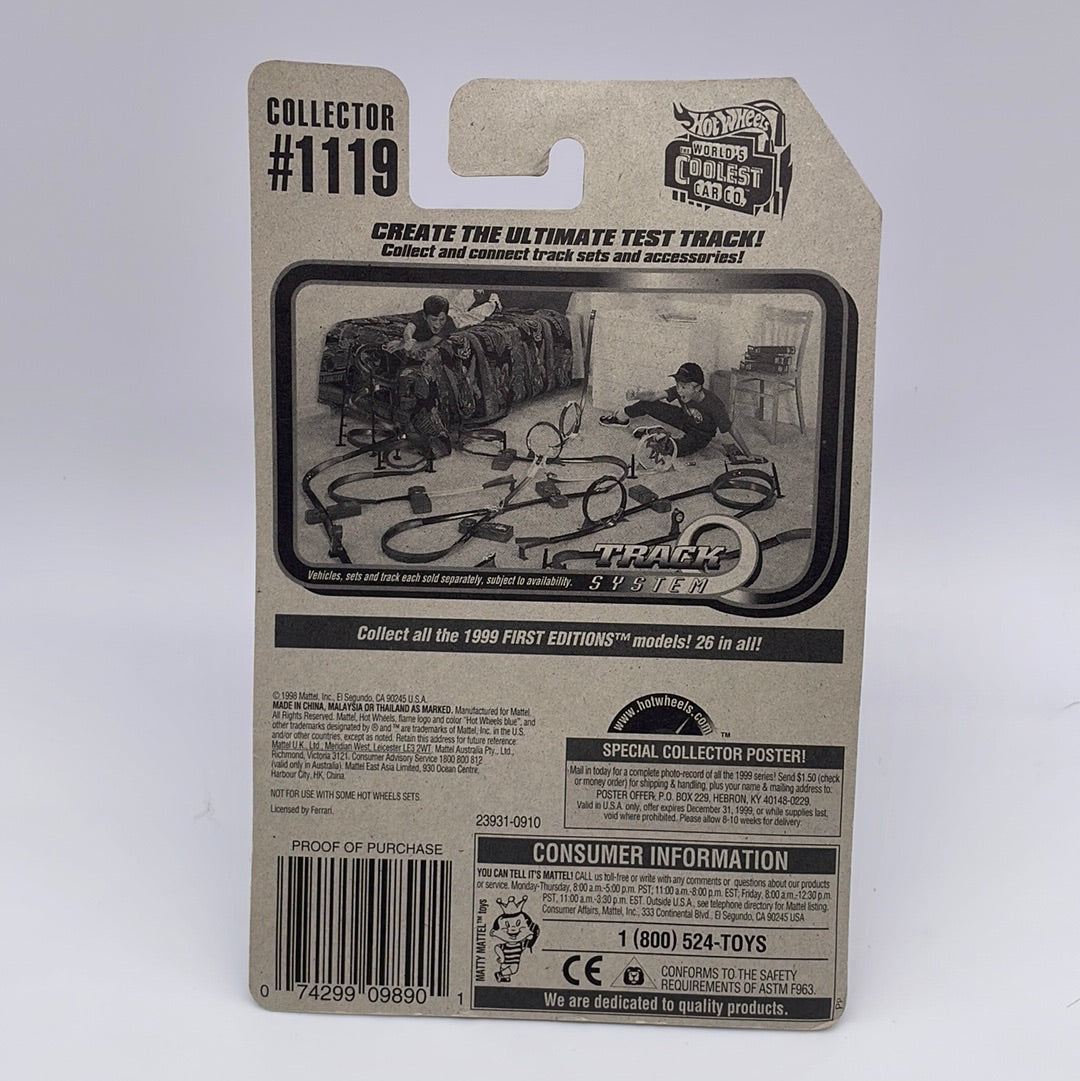 COLLECTOR
#1119
Hot Wheels
THE WORLD'S
COOLEST
CAR CO.™
CREATE THE ULTIMATE TEST TRACK!
Collect and connect track sets and accessories!
TRACK
SYSTEM
Vehicles, sets and track each sold separately, subject to availability.
Collect all the 1999 FIRST EDITIONS™ models! 26 in all!
© 1998 Mattel, Inc., El Segundo, CA 90245 U.S.A.
MADE IN CHINA, MALAYSIA OR THAILAND AS MARKED. Manufactured for Mattel.
All Rights Reserved. Mattel, Hot Wheels, flame logo and color "Hot Wheels blue", and
other trademarks designated by ® and ™ are trademarks of Mattel, Inc. in the U.S.
and/or other countries, except as noted. Retain this address for future reference:
Mattel U.K., Ltd., Meridian West, Leicester LE3 2WT. Mattel Australia Pty., Ltd.,
Richmond, Victoria 3121. Consumer Advisory Service 1800 800 812
(valid only in Australia). Mattel East Asia Limited, 930 Ocean Centre,
Harbour City, HK, China.
NOT FOR USE WITH SOME HOT WHEELS SETS.
Licensed by Ferrari.
www.hotwheels.com
™
SPECIAL COLLECTOR POSTER!
Mail in today for a complete photo-record of all the 1999 series! Send $1.50 (check
or money order) for shipping & handling, plus your name & mailing address to:
POSTER OFFER, P.O. BOX 229, HEBRON, KY 40148-0229.
Valid in U.S.A. only, offer expires December 31, 1999, or while supplies last,
void where prohibited. Please allow 8-10 weeks for delivery.
23931-0910
PROOF OF PURCHASE
0 74299 09890 1
CONSUMER INFORMATION
YOU CAN TELL IT'S MATTEL! CALL us toll-free or write with any comments or questions about our products
or service. Monday-Thursday, 8:00 a.m.-5:00 p.m. PST; 11:00 a.m.-8:00 p.m. EST; Friday, 8:00 a.m.-12:30 p.m.
PST, 11:00 a.m.-3:30 p.m. EST. Outside U.S.A., see telephone directory for Mattel listing.
Consumer Affairs, Mattel, Inc., 333 Continental Blvd., El Segundo, CA 90245 USA
MATTY MATTEL™ toys
1 (800) 524-TOYS
CE
CONFORMS TO THE SAFETY
REQUIREMENTS OF ASTM F963.
We are dedicated to quality products.
PP